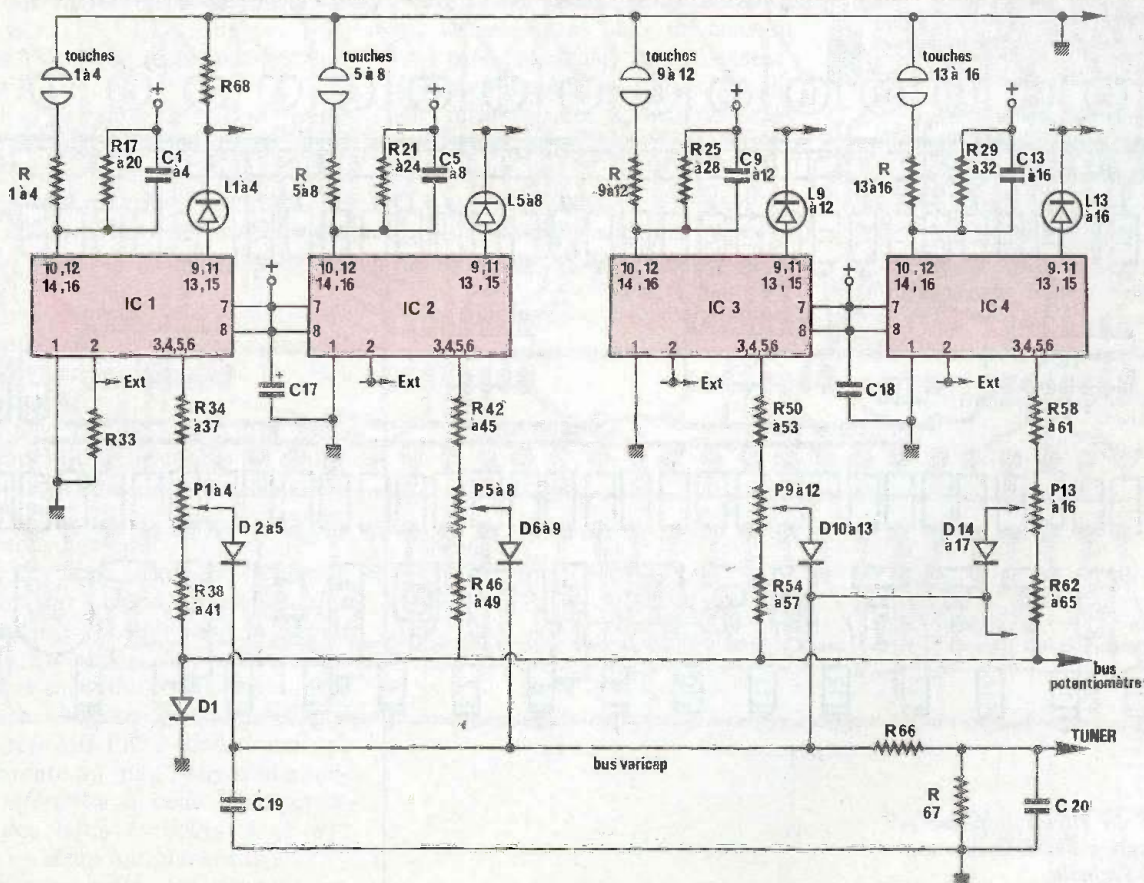 touches
1 à 4
R68
touches
5 à 8
touches
9 à 12
touches
13 à 16
+
R17
à 20
C1
à 4
R
1 à 4
L1 à 4
+
R21
à 24
C5
à 8
R
5 à 8
L5 à 8
+
R25
à 28
C9
à 12
R
9 à 12
L9
à 12
+
R29
à 32
C13
à 16
R
13 à 16
L13
à 16
10,12
14,16
9,11
13,15
IC 1
7
8
1
2
3,4,5,6
+
10,12
14,16
9,11
13,15
IC 2
7
8
1
2
3,4,5,6
10,12
14,16
9,11
13,15
IC 3
7
8
1
2
3,4,5,6
+
10,12
14,16
9,11
13,15
IC 4
7
8
1
2
3,4,5,6
Ext
R33
R34
à 37
+
C17
Ext
R42
à 45
Ext
R50
à 53
C18
Ext
R58
à 61
P1 à 4
D 2 à 5
P5 à 8
D6 à 9
P9 à 12
D10 à 13
D14
à 17
P13
à 16
R38
à 41
R46
à 49
R54
à 57
R62
à 65
bus
potentiomètre
D1
R66
TUNER
bus varicap
C19
R
67
C 20